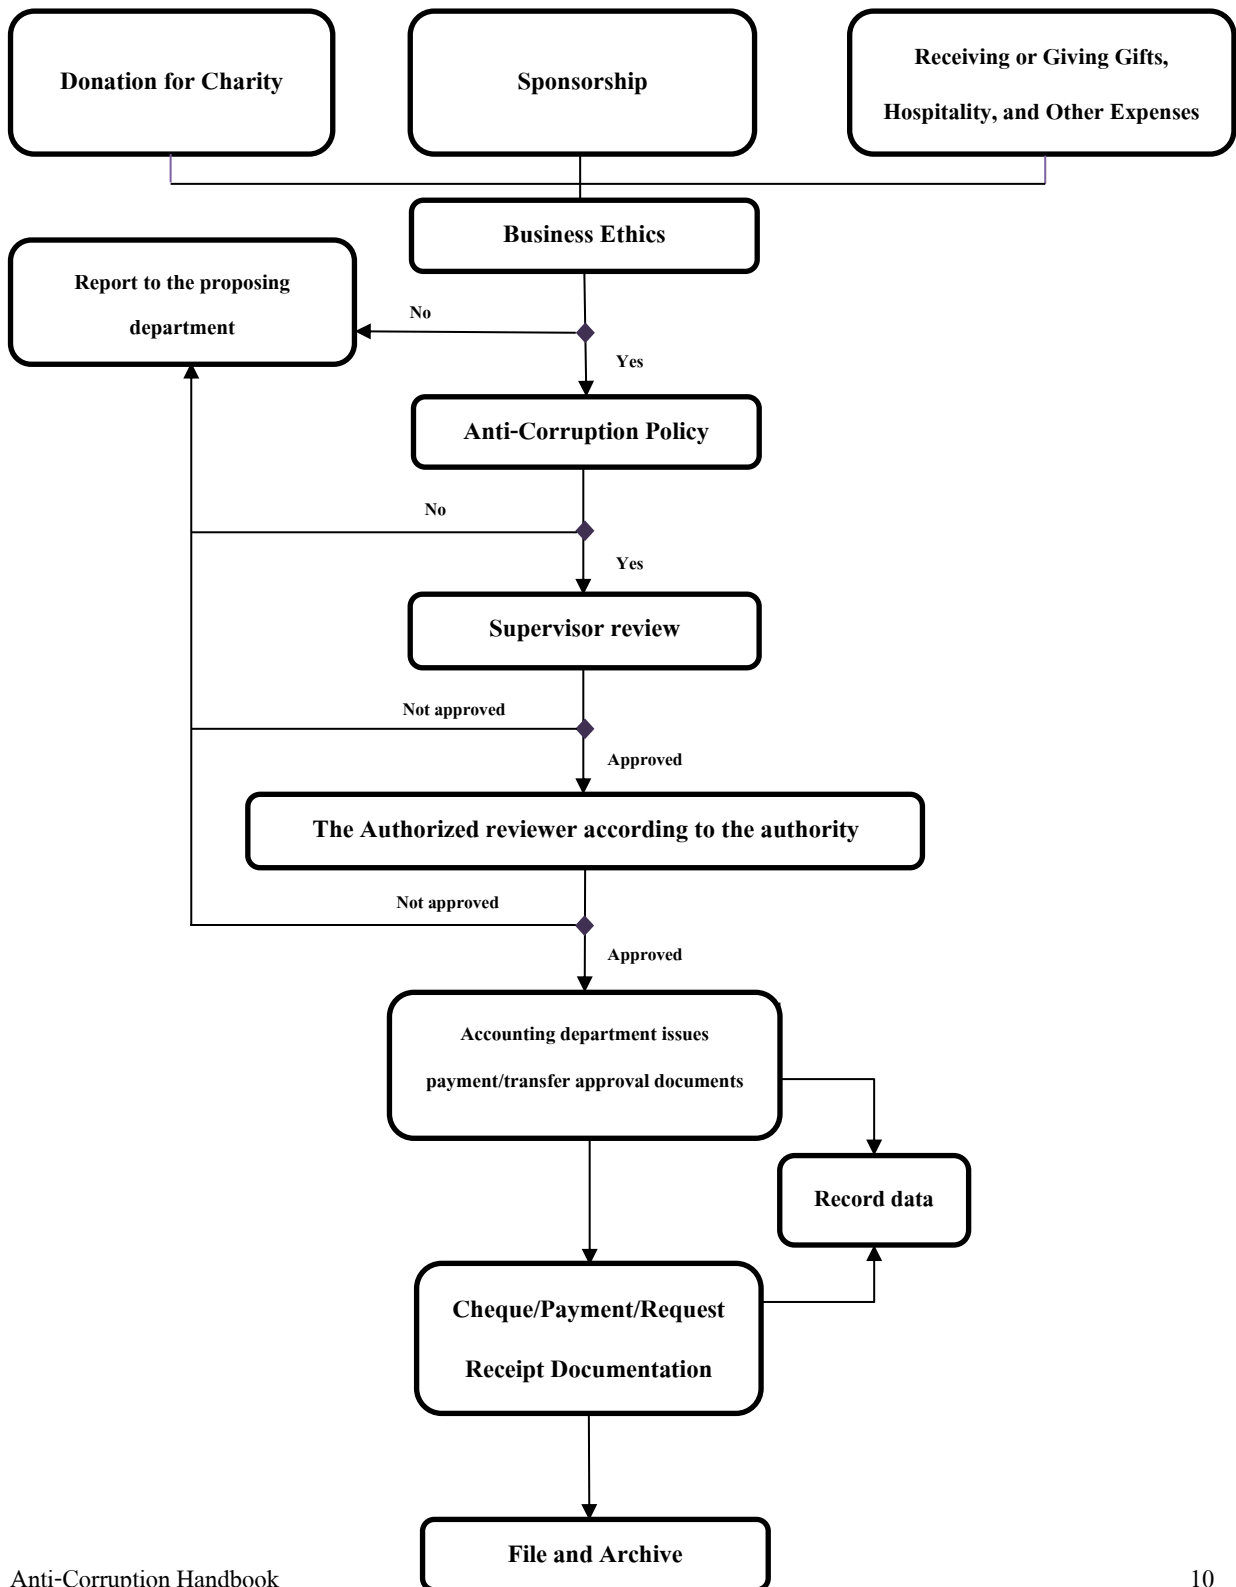 Donation for Charity
Sponsorship
Receiving or Giving Gifts,
Hospitality, and Other Expenses
Business Ethics
Report to the proposing
department
No
Yes
Anti-Corruption Policy
No
Yes
Supervisor review
Not approved
Approved
The Authorized reviewer according to the authority
Not approved
Approved
Accounting department issues
payment/transfer approval documents
Record data
Cheque/Payment/Request
Receipt Documentation
File and Archive
Anti-Corruption Handbook
10